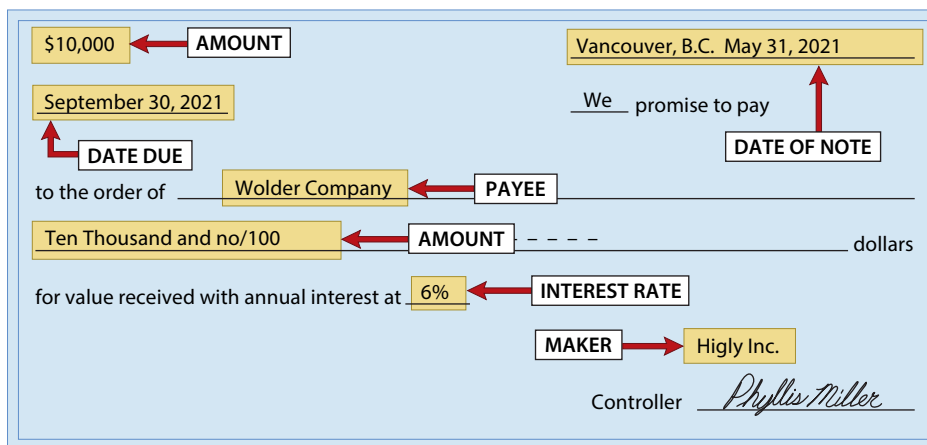 $10,000 AMOUNT
Vancouver, B.C. May 31, 2021
September 30, 2021
We promise to pay
DATE DUE
DATE OF NOTE
to the order of Wolder Company PAYEE
Ten Thousand and no/100 AMOUNT - - - - - dollars
for value received with annual interest at 6% INTEREST RATE
MAKER Higly Inc.
Controller Phyllis Miller